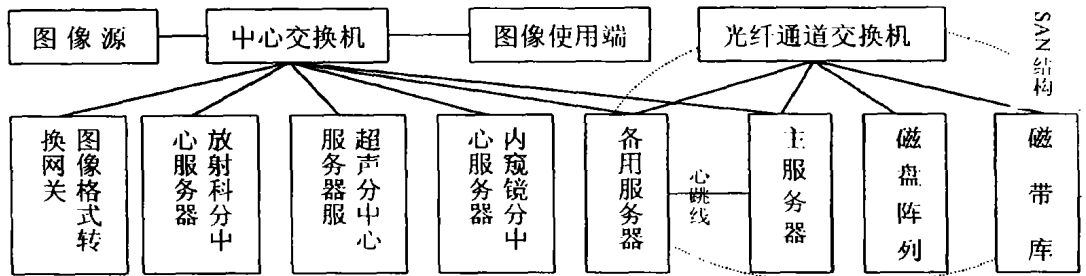 图像源
中心交换机
图像使用端
光纤通道交换机
SAN结构
图像格式转
换网关
放射科分中
心服务器
超声分中心
服务器服
内窥镜分中
心服务器
备用服务器
心跳线
主服务器
磁盘阵列
磁带库